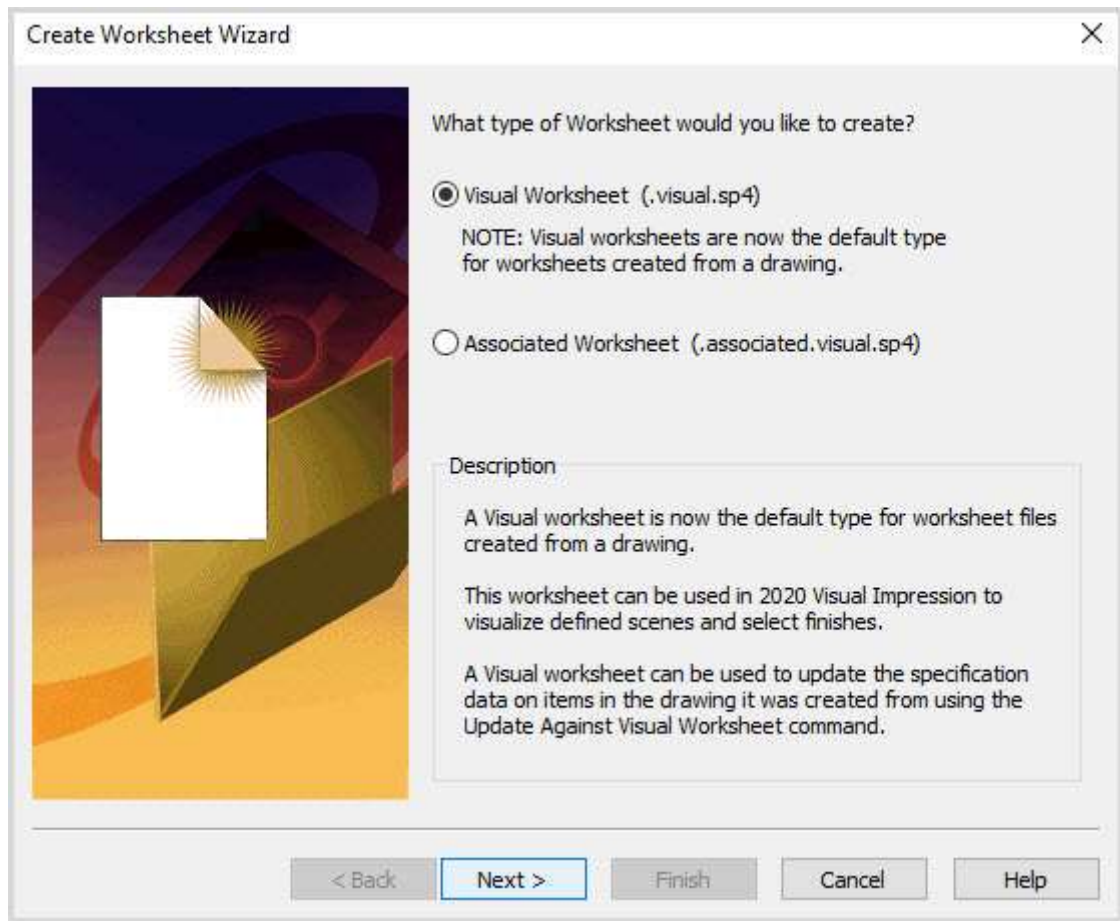 Create Worksheet Wizard
What type of Worksheet would you like to create?
Visual Worksheet (.visual.sp4)
NOTE: Visual worksheets are now the default type
for worksheets created from a drawing.
Associated Worksheet (.associated.visual.sp4)
Description
A Visual worksheet is now the default type for worksheet files
created from a drawing.
This worksheet can be used in 2020 Visual Impression to
visualize defined scenes and select finishes.
A Visual worksheet can be used to update the specification
data on items in the drawing it was created from using the
Update Against Visual Worksheet command.
< Back Next > Finish Cancel Help